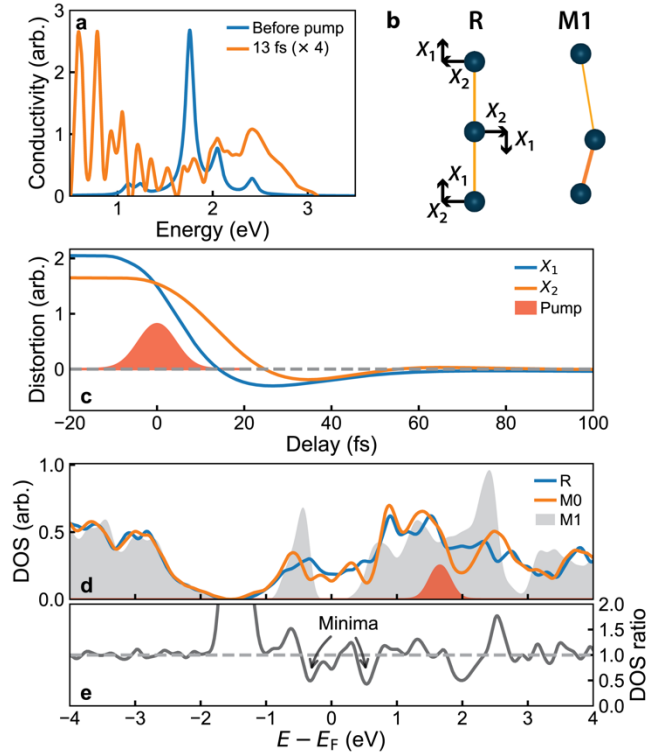 a
Before pump
13 fs (× 4)
Conductivity (arb.)
3
2
1
0
1
2
3
Energy (eV)
b
R
M1
X1
X2
X2
X1
X1
X2
Distortion (arb.)
2
1
0
X1
X2
Pump
c
−20
0
20
40
60
80
100
Delay (fs)
DOS (arb.)
1.0
0.5
0.0
R
M0
M1
d
e
Minima
2.0
1.5
1.0
0.5
0.0
DOS ratio
−4
−3
−2
−1
0
1
2
3
4
E − EF (eV)